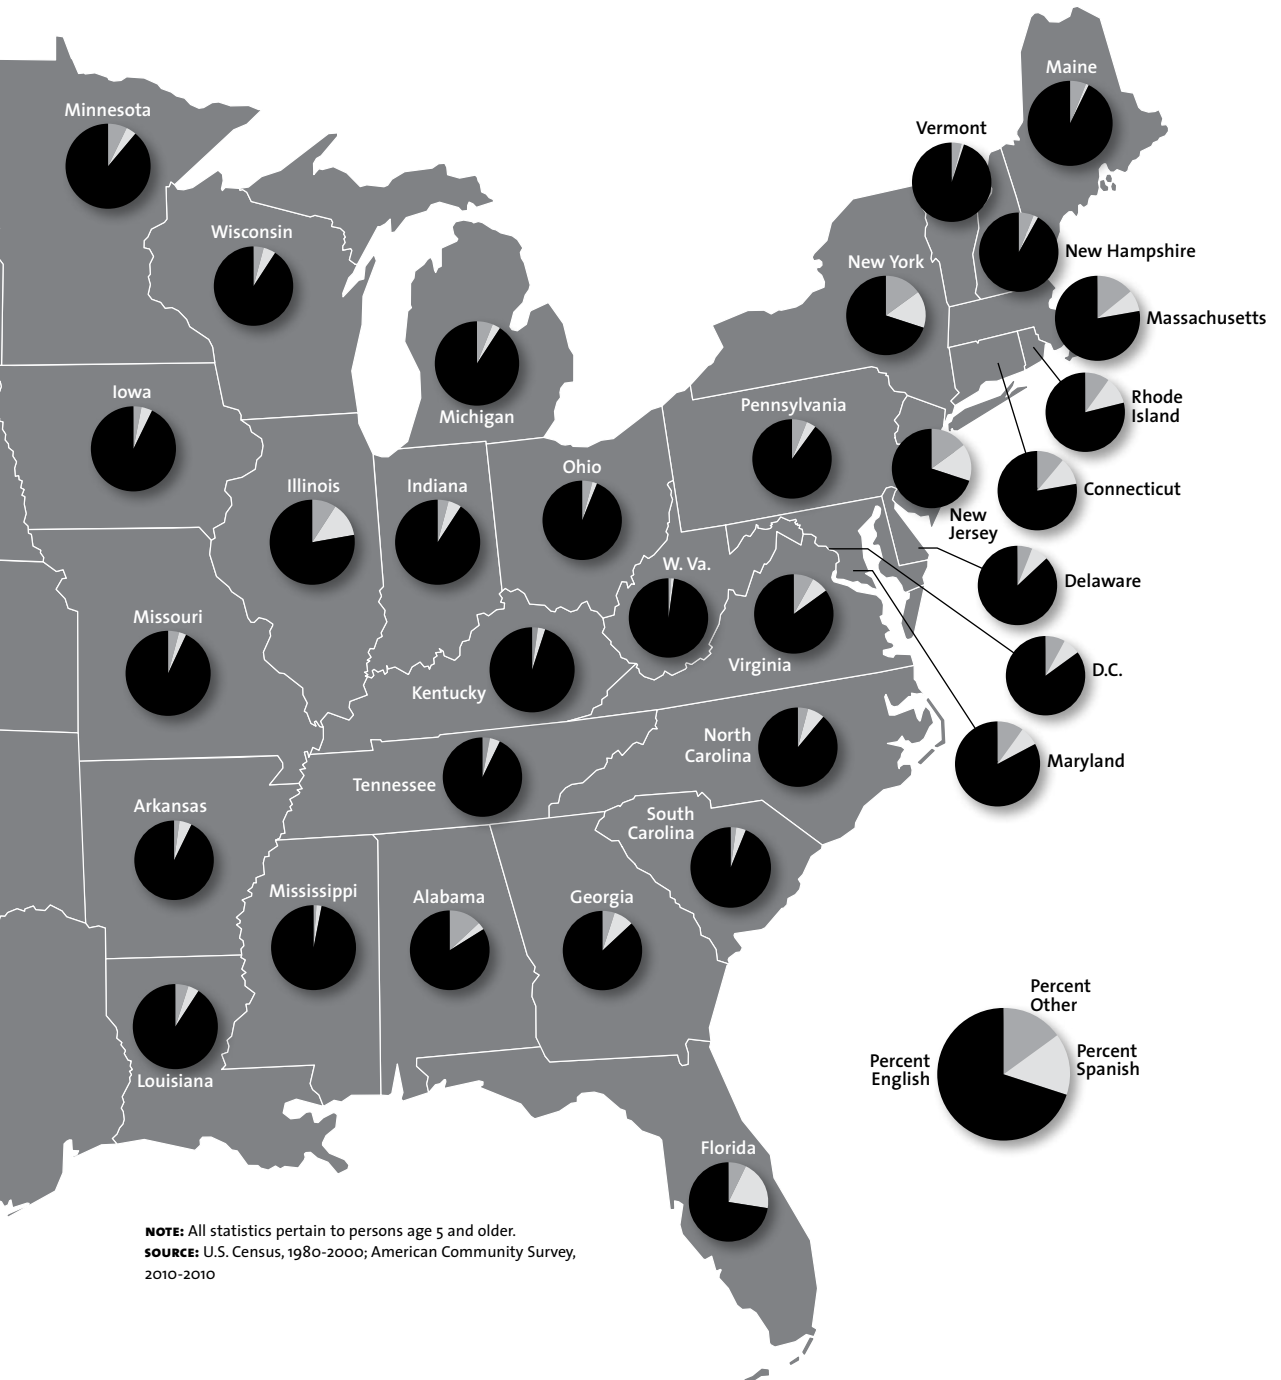 Maine
Minnesota
Vermont
Wisconsin
New Hampshire
New York
Massachusetts
Iowa
Michigan
Pennsylvania
Rhode
Island
Ohio
Illinois
Indiana
Connecticut
New
Jersey
W. Va.
Delaware
Missouri
Virginia
D.C.
Kentucky
North
Carolina
Maryland
Tennessee
Arkansas
South
Carolina
Mississippi
Alabama
Georgia
Louisiana
Florida
Percent
Other
Percent
Spanish
Percent
English
NOTE: All statistics pertain to persons age 5 and older.
SOURCE: U.S. Census, 1980-2000; American Community Survey,
2010-2010